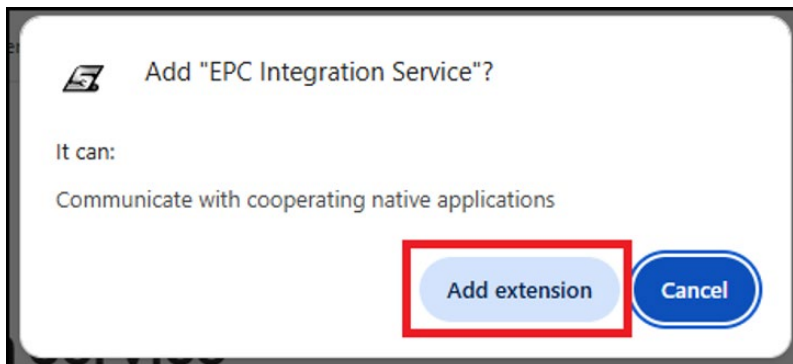 Add "EPC Integration Service"?
It can:
Communicate with cooperating native applications
Add extension
Cancel